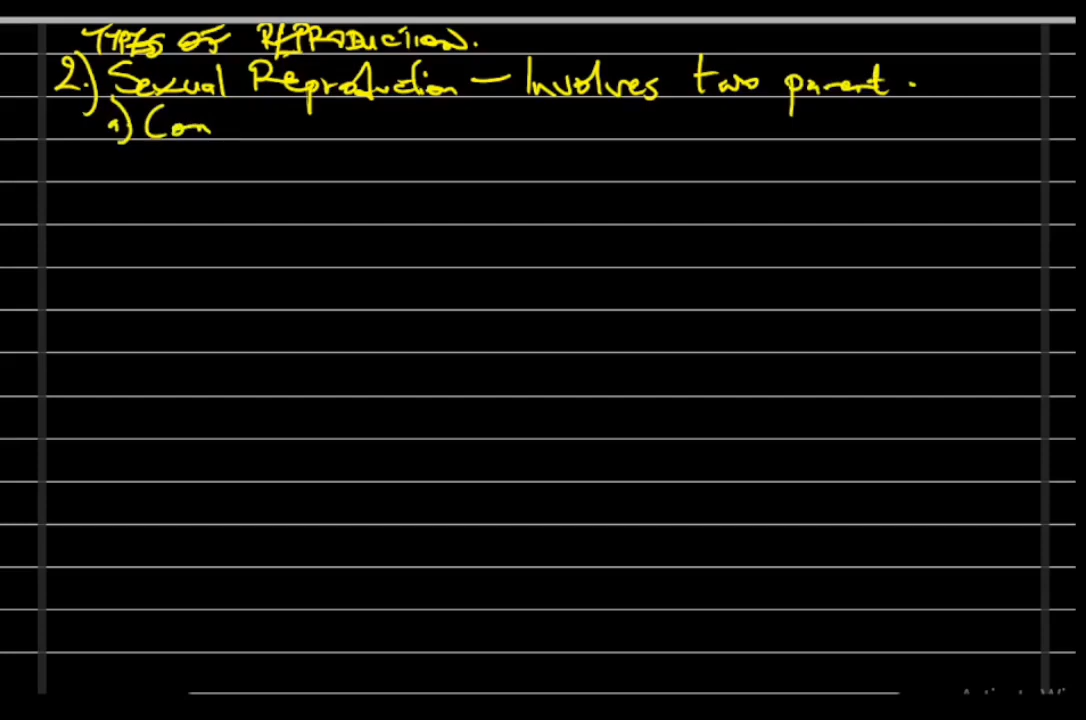 TYPES OF REPRODUCTION.
2.) Sexual Reproduction – Involves two parent.
a) Con